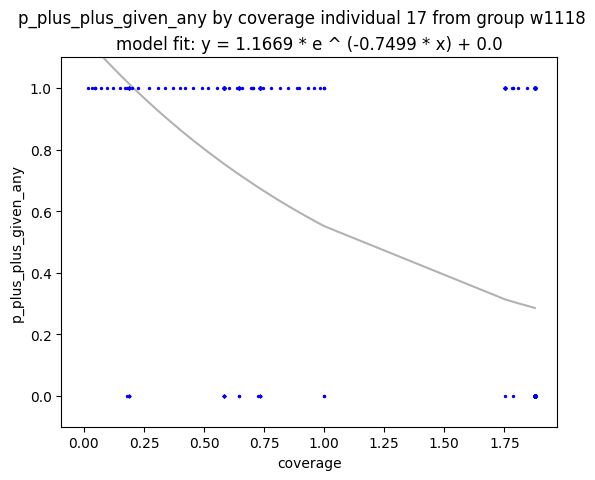 p_plus_plus_given_any by coverage individual 17 from group w1118
model fit: y = 1.1669 * e ^ (-0.7499 * x) + 0.0
p_plus_plus_given_any
1.0
0.8
0.6
0.4
0.2
0.0
0.00 0.25 0.50 0.75 1.00 1.25 1.50 1.75
coverage